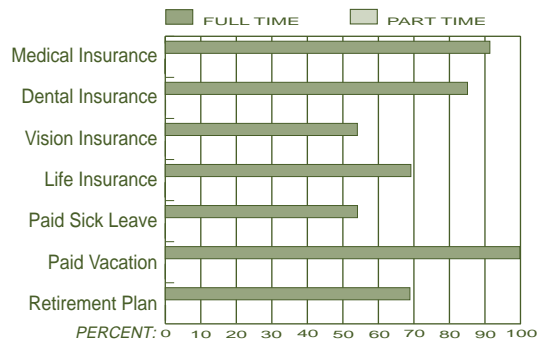 FULL TIME PART TIME
Medical Insurance
Dental Insurance
Vision Insurance
Life Insurance
Paid Sick Leave
Paid Vacation
Retirement Plan
PERCENT: 0 10 20 30 40 50 60 70 80 90 100